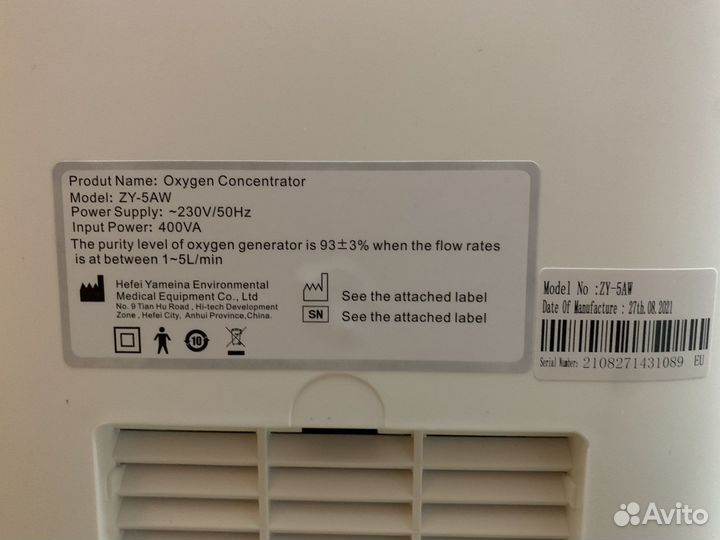 Produt Name: Oxygen Concentrator
Model: ZY-5AW
Power Supply: ~230V/50Hz
Input Power: 400VA
The purity level of oxygen generator is 93±3% when the flow rates
is at between 1~5L/min
Hefei Yameina Environmental
Medical Equipment Co., Ltd
No. 9 Tian Hu Road , Hi-tech Development
Zone , Hefei City, Anhui Province,China.
See the attached label
SN See the attached label
10
Model No :ZY-5AW
Date Of Manufacture : 27th.08.2021
Serial Number: 2108271431089 EU
Avito